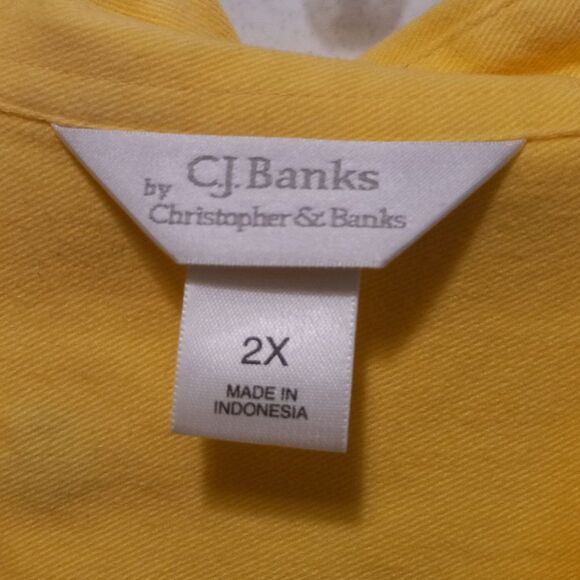 C.J. Banks
by Christopher & Banks
2X
MADE IN
INDONESIA